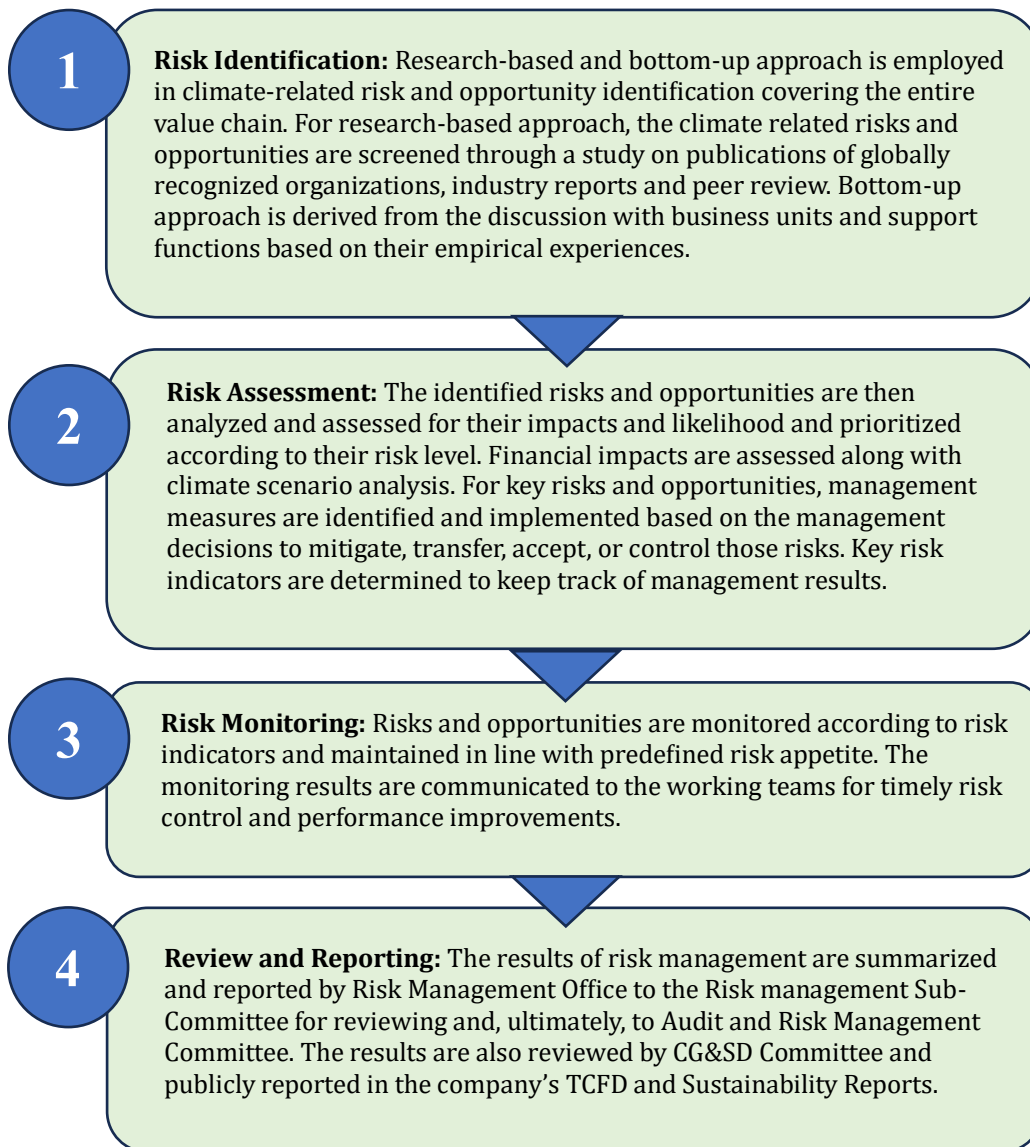 1
Risk Identification: Research-based and bottom-up approach is employed
in climate-related risk and opportunity identification covering the entire
value chain. For research-based approach, the climate related risks and
opportunities are screened through a study on publications of globally
recognized organizations, industry reports and peer review. Bottom-up
approach is derived from the discussion with business units and support
functions based on their empirical experiences.
2
Risk Assessment: The identified risks and opportunities are then
analyzed and assessed for their impacts and likelihood and prioritized
according to their risk level. Financial impacts are assessed along with
climate scenario analysis. For key risks and opportunities, management
measures are identified and implemented based on the management
decisions to mitigate, transfer, accept, or control those risks. Key risk
indicators are determined to keep track of management results.
3
Risk Monitoring: Risks and opportunities are monitored according to risk
indicators and maintained in line with predefined risk appetite. The
monitoring results are communicated to the working teams for timely risk
control and performance improvements.
4
Review and Reporting: The results of risk management are summarized
and reported by Risk Management Office to the Risk management Sub-
Committee for reviewing and, ultimately, to Audit and Risk Management
Committee. The results are also reviewed by CG&SD Committee and
publicly reported in the company's TCFD and Sustainability Reports.